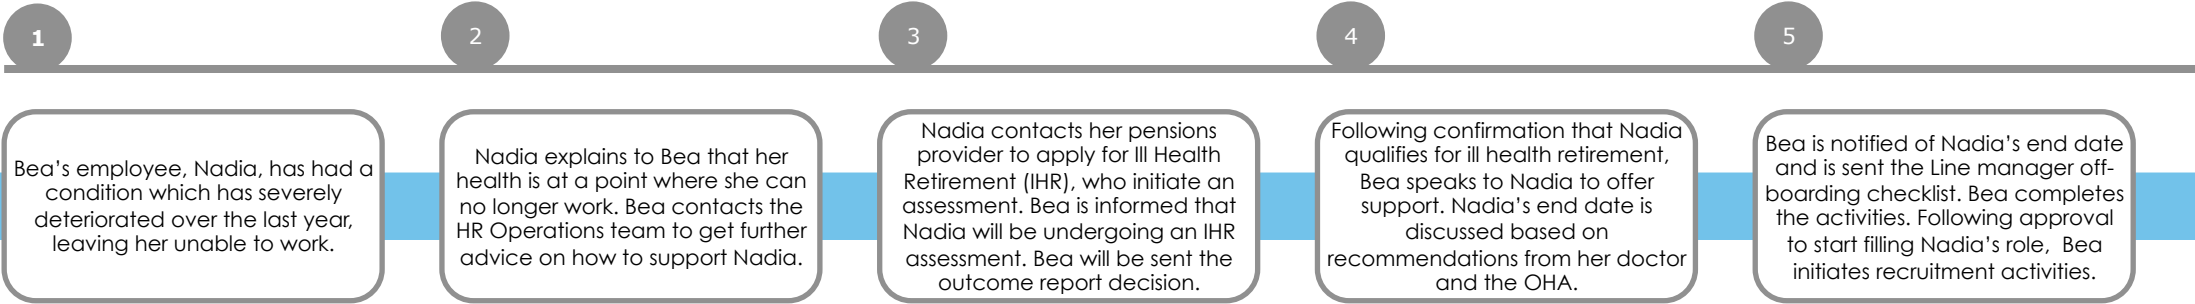 1
2
3
4
5
Bea’s employee, Nadia, has had a
condition which has severely
deteriorated over the last year,
leaving her unable to work.
Nadia explains to Bea that her
health is at a point where she can
no longer work. Bea contacts the
HR Operations team to get further
advice on how to support Nadia.
Nadia contacts her pensions
provider to apply for Ill Health
Retirement (IHR), who initiate an
assessment. Bea is informed that
Nadia will be undergoing an IHR
assessment. Bea will be sent the
outcome report decision.
Following confirmation that Nadia
qualifies for ill health retirement,
Bea speaks to Nadia to offer
support. Nadia’s end date is
discussed based on
recommendations from her doctor
and the OHA.
Bea is notified of Nadia’s end date
and is sent the Line manager off-
boarding checklist. Bea completes
the activities. Following approval
to start filling Nadia’s role,  Bea
initiates recruitment activities.